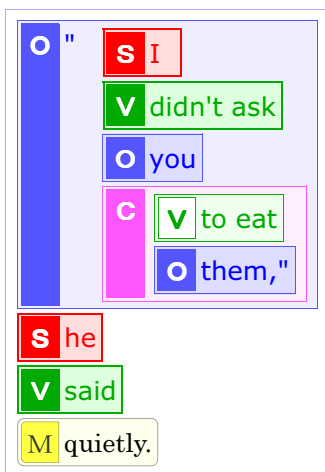 O " S I
V didn't ask
O you
C V to eat
O them,"
S he
V said
M quietly.